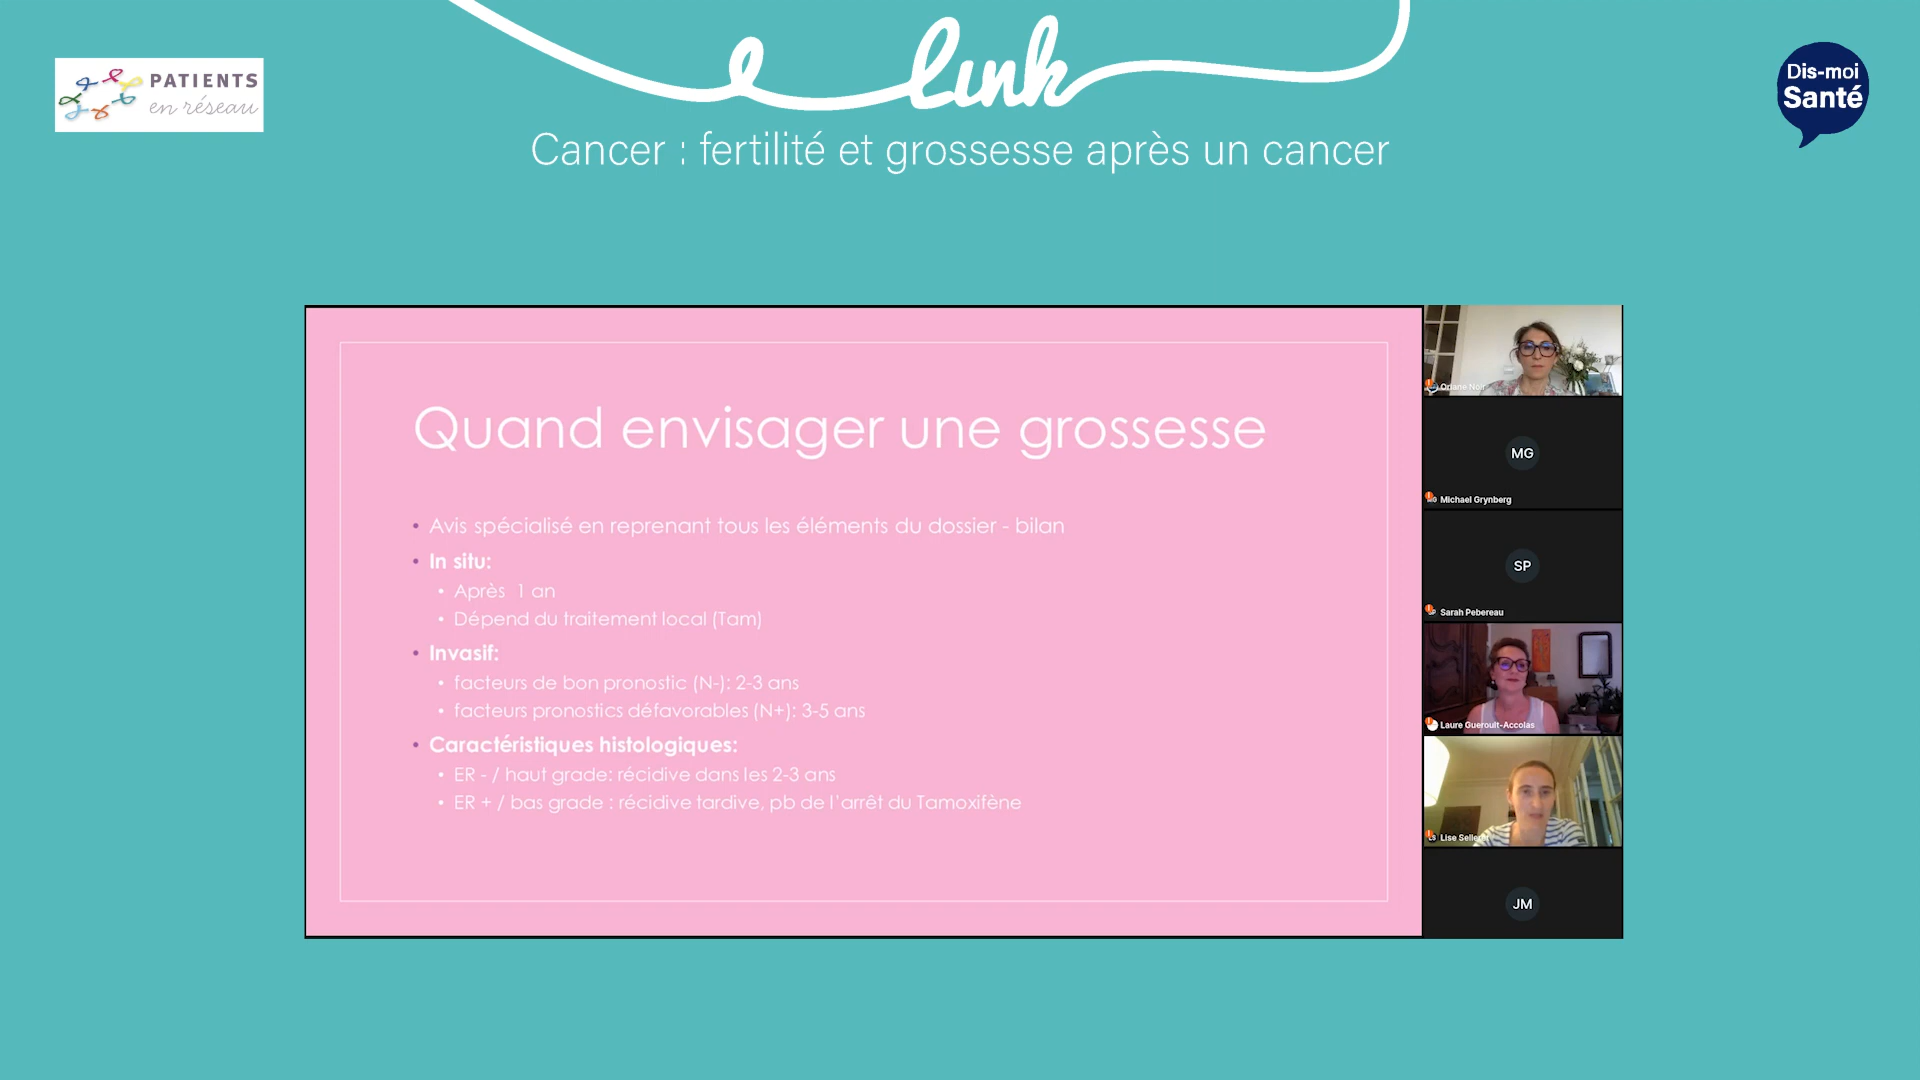 PATIENTS
en réseau
e link
Dis-moi
Santé
Cancer : fertilité et grossesse après un cancer
Quand envisager une grossesse
• Avis spécialisé en reprenant tous les éléments du dossier - bilan
• In situ:
• Après 1 an
• Dépend du traitement local (Tam)
• Invasif:
• facteurs de bon pronostic (N-): 2-3 ans
• facteurs pronostics défavorables (N+): 3-5 ans
• Caractéristiques histologiques:
• ER - / haut grade: récidive dans les 2-3 ans
• ER + / bas grade : récidive tardive, pb de l'arrêt du Tamoxifène
Oriane Noir
MG
Michael Grynberg
SP
Sarah Pebereau
Laure Gueroult-Accolas
Lise
JM